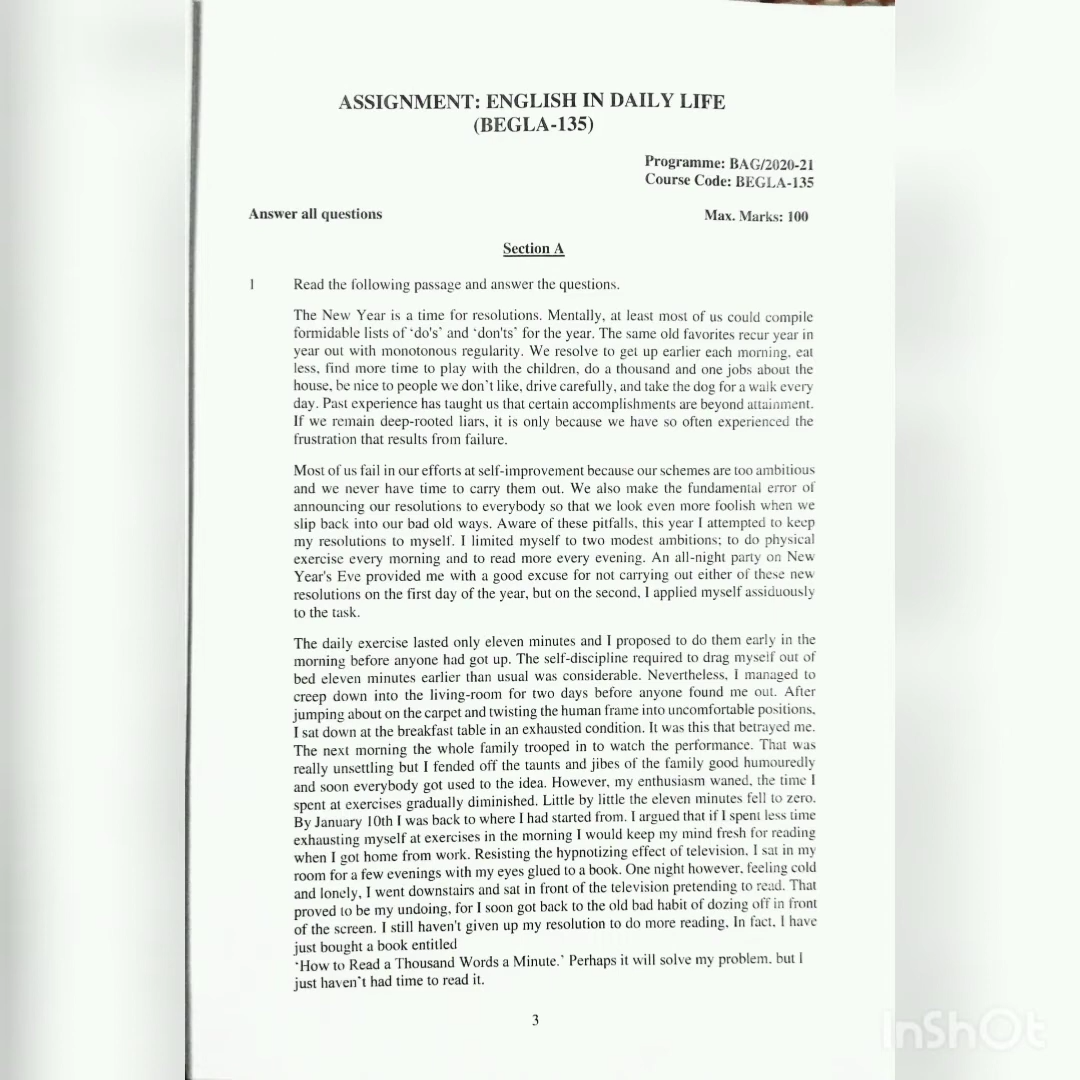 ASSIGNMENT: ENGLISH IN DAILY LIFE
(BEGLA-135)
Programme: BAG/2020-21
Course Code: BEGLA-135
Answer all questions
Max. Marks: 100
Section A
1 Read the following passage and answer the questions.
The New Year is a time for resolutions. Mentally, at least most of us could compile
formidable lists of 'do's' and 'don'ts' for the year. The same old favorites recur year in
year out with monotonous regularity. We resolve to get up earlier each morning, eat
less, find more time to play with the children, do a thousand and one jobs about the
house, be nice to people we don't like, drive carefully, and take the dog for a walk every
day. Past experience has taught us that certain accomplishments are beyond attainment.
If we remain deep-rooted liars, it is only because we have so often experienced the
frustration that results from failure.
Most of us fail in our efforts at self-improvement because our schemes are too ambitious
and we never have time to carry them out. We also make the fundamental error of
announcing our resolutions to everybody so that we look even more foolish when we
slip back into our bad old ways. Aware of these pitfalls, this year I attempted to keep
my resolutions to myself. I limited myself to two modest ambitions; to do physical
exercise every morning and to read more every evening. An all-night party on New
Year's Eve provided me with a good excuse for not carrying out either of these new
resolutions on the first day of the year, but on the second, I applied myself assiduously
to the task.
The daily exercise lasted only eleven minutes and I proposed to do them early in the
morning before anyone had got up. The self-discipline required to drag myself out of
bed eleven minutes earlier than usual was considerable. Nevertheless, I managed to
creep down into the living-room for two days before anyone found me out. After
jumping about on the carpet and twisting the human frame into uncomfortable positions,
I sat down at the breakfast table in an exhausted condition. It was this that betrayed me.
The next morning the whole family trooped in to watch the performance. That was
really unsettling but I fended off the taunts and jibes of the family good humouredly
and soon everybody got used to the idea. However, my enthusiasm waned, the time I
spent at exercises gradually diminished. Little by little the eleven minutes fell to zero.
By January 10th I was back to where I had started from. I argued that if I spent less time
exhausting myself at exercises in the morning I would keep my mind fresh for reading
when I got home from work. Resisting the hypnotizing effect of television, I sat in my
room for a few evenings with my eyes glued to a book. One night however, feeling cold
and lonely, I went downstairs and sat in front of the television pretending to read. That
proved to be my undoing, for I soon got back to the old bad habit of dozing off in front
of the screen. I still haven't given up my resolution to do more reading. In fact, I have
just bought a book entitled
'How to Read a Thousand Words a Minute.' Perhaps it will solve my problem, but I
just haven't had time to read it.
3
InShOt